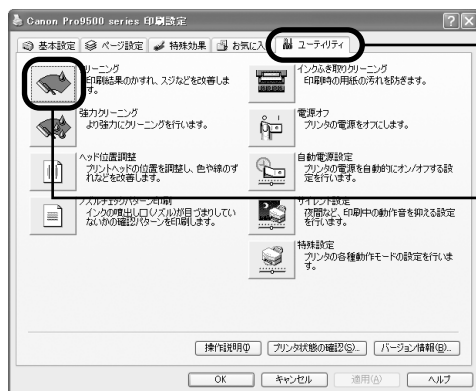 Canon Pro9500 series 印刷設定
基本設定 ページ設定 特殊効果 お気に入 ユーティリティ
リーニング
印刷結果のかすれ、スジなどを改善しま
す。
強力クリーニング
より強力にクリーニングを行います。
ヘッド位置調整
プリントヘッドの位置を調整し、色や線のず
れなどを改善します。
ノズルチェックパターン印刷
インクの噴出し口(ノズル)が目づまりしてい
ないかの確認パターンを印刷します。
インクふき取りクリーニング
印刷時の用紙の汚れを防ぎます。
電源オフ
プリンタの電源をオフにします。
自動電源設定
プリンタの電源を自動的にオン/オフする設
定を行います。
サイレント設定
夜間など、印刷中の動作音を抑える設定
を行います。
特殊設定
プリンタの各種動作モードの設定を行いま
す。
操作説明(I) プリンタ状態の確認(S)... バージョン情報(B)...
OK キャンセル 適用(A) ヘルプ